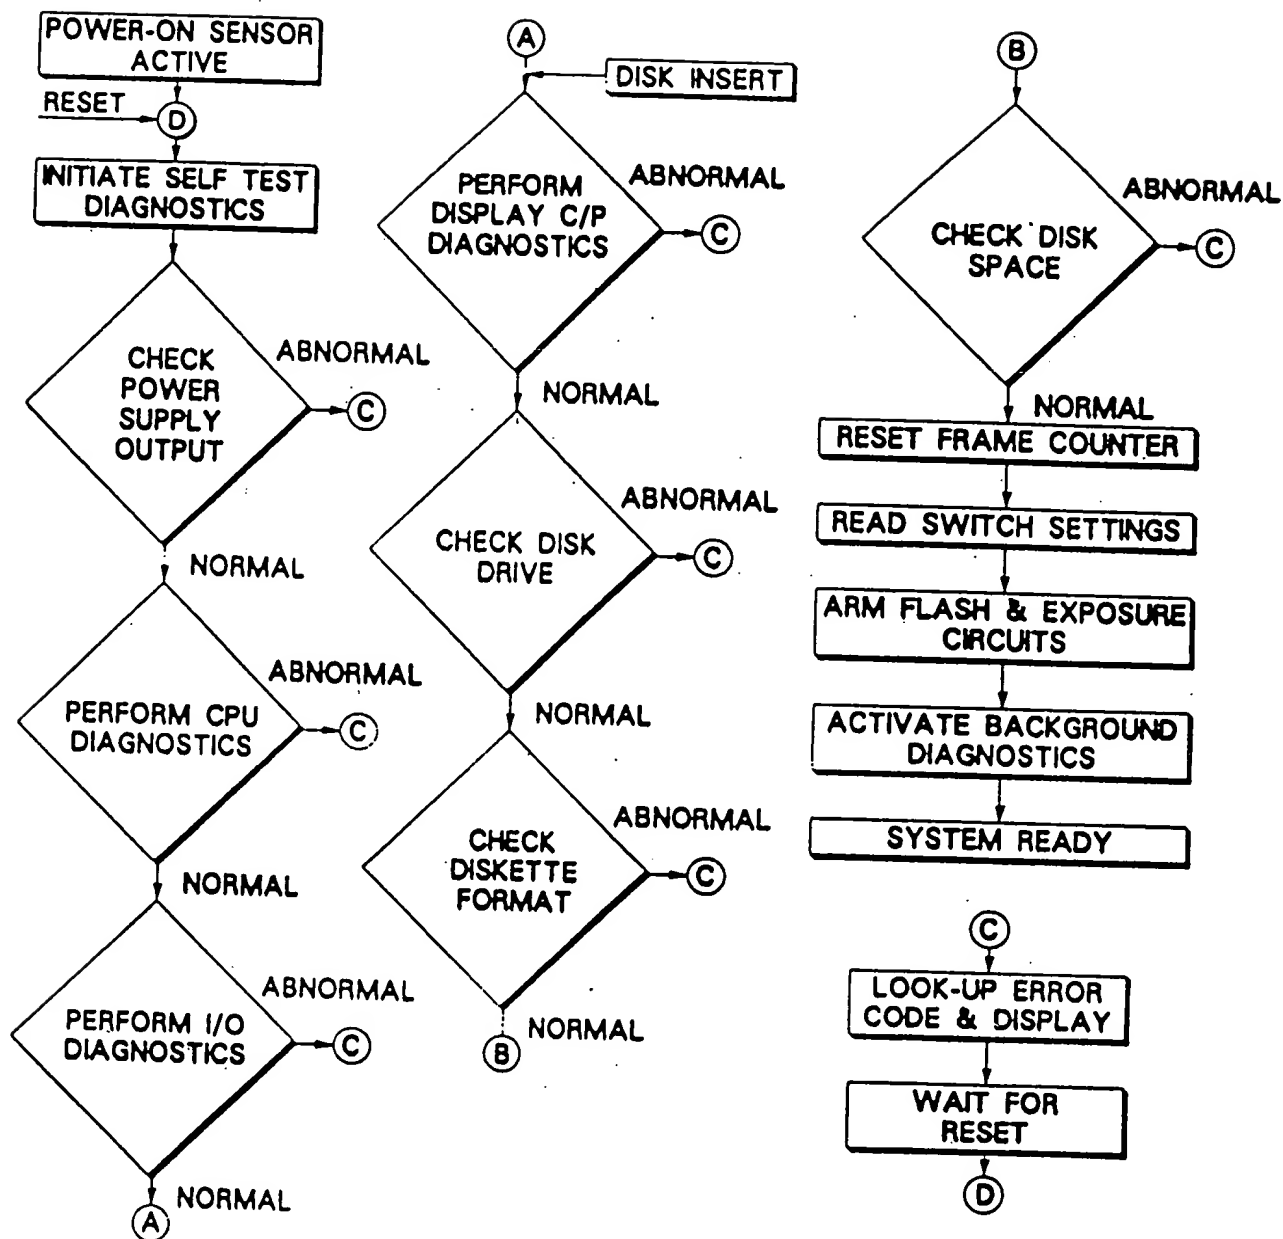 POWER-ON SENSOR
ACTIVE
RESET
D
INITIATE SELF TEST
DIAGNOSTICS
CHECK
POWER
SUPPLY
OUTPUT
ABNORMAL
C
NORMAL
PERFORM CPU
DIAGNOSTICS
ABNORMAL
C
NORMAL
PERFORM I/O
DIAGNOSTICS
ABNORMAL
C
NORMAL
A
A
DISK INSERT
PERFORM
DISPLAY C/P
DIAGNOSTICS
ABNORMAL
C
NORMAL
CHECK DISK
DRIVE
ABNORMAL
C
NORMAL
CHECK
DISKETTE
FORMAT
ABNORMAL
C
NORMAL
B
B
CHECK DISK
SPACE
ABNORMAL
C
NORMAL
RESET FRAME COUNTER
READ SWITCH SETTINGS
ARM FLASH & EXPOSURE
CIRCUITS
ACTIVATE BACKGROUND
DIAGNOSTICS
SYSTEM READY
C
LOOK-UP ERROR
CODE & DISPLAY
WAIT FOR
RESET
D